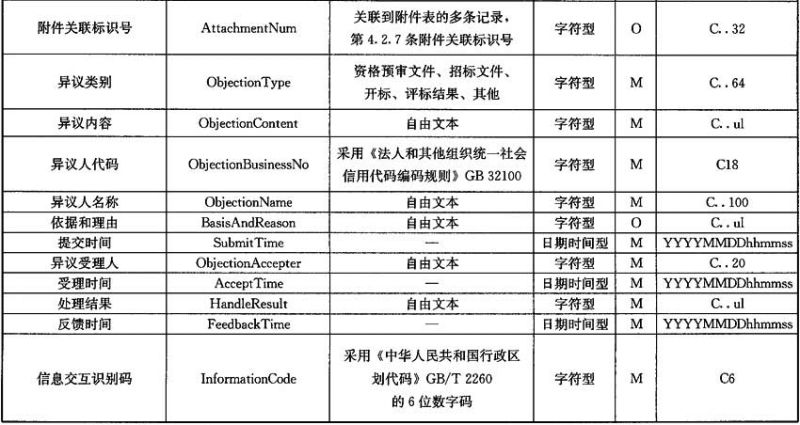 附件关联标识号 AttachmentNum 关联到附件表的多条记录，第 4.2.7 条附件关联标识号 字符型 O C..32
异议类别 ObjectionType 资格预审文件、招标文件、开标、评标结果、其他 字符型 M C..64
异议内容 ObjectionContent 自由文本 字符型 M C..ul
异议人代码 ObjectionBusinessNo 采用《法人和其他组织统一社会信用代码编码规则》GB 32100 字符型 M C18
异议人名称 ObjectionName 自由文本 字符型 M C..100
依据和理由 BasisAndReason 自由文本 字符型 O C..ul
提交时间 SubmitTime — 日期时间型 M YYYYMMDDhhmmss
异议受理人 ObjectionAccepter 自由文本 字符型 M C..20
受理时间 AcceptTime — 日期时间型 M YYYYMMDDhhmmss
处理结果 HandleResult 自由文本 字符型 M C..ul
反馈时间 FeedbackTime — 日期时间型 M YYYYMMDDhhmmss
信息交互识别码 InformationCode 采用《中华人民共和国行政区划代码》GB/T 2260 的 6 位数字码 字符型 M C6